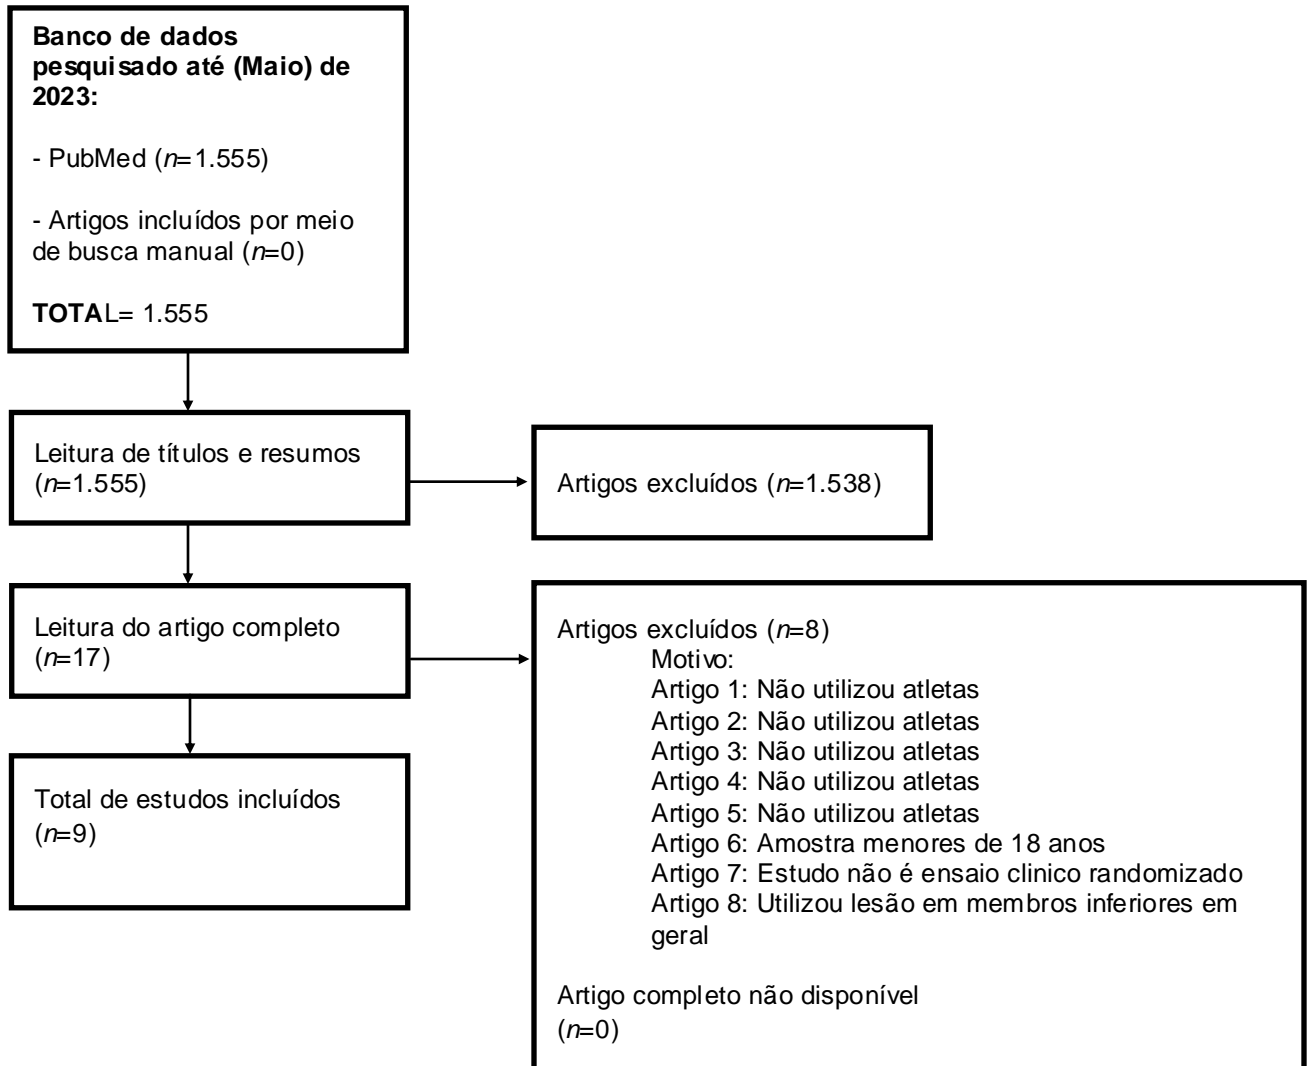 Banco de dados
pesquisado até (Maio) de
2023:
- PubMed (n=1.555)
- Artigos incluídos por meio
de busca manual (n=0)
TOTAL= 1.555
Leitura de títulos e resumos
(n=1.555)
Artigos excluídos (n=1.538)
Leitura do artigo completo
(n=17)
Artigos excluídos (n=8)
Motivo:
Artigo 1: Não utilizou atletas
Artigo 2: Não utilizou atletas
Artigo 3: Não utilizou atletas
Artigo 4: Não utilizou atletas
Artigo 5: Não utilizou atletas
Artigo 6: Amostra menores de 18 anos
Artigo 7: Estudo não é ensaio clinico randomizado
Artigo 8: Utilizou lesão em membros inferiores em
geral
Artigo completo não disponível
(n=0)
Total de estudos incluídos
(n=9)